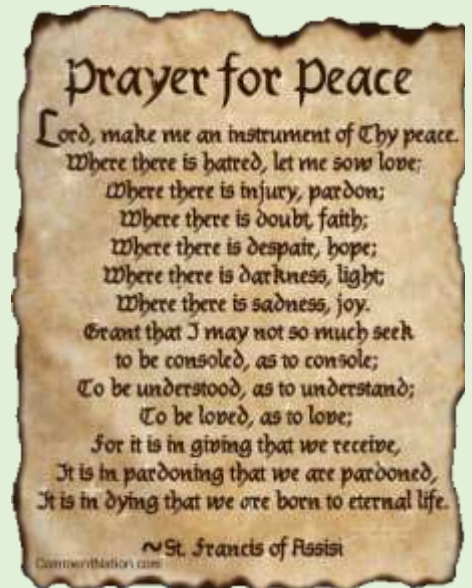 Prayer for Peace
Lord, make me an instrument of Thy peace.
Where there is hatred, let me sow love;
Where there is injury, pardon;
Where there is doubt, faith;
Where there is despair, hope;
Where there is darkness, light;
Where there is sadness, joy.
Grant that I may not so much seek
to be consoled, as to console;
To be understood, as to understand;
To be loved, as to love;
For it is in giving that we receive,
It is in pardoning that we are pardoned,
It is in dying that we are born to eternal life.
~St. Francis of Assisi
CommentNation.com